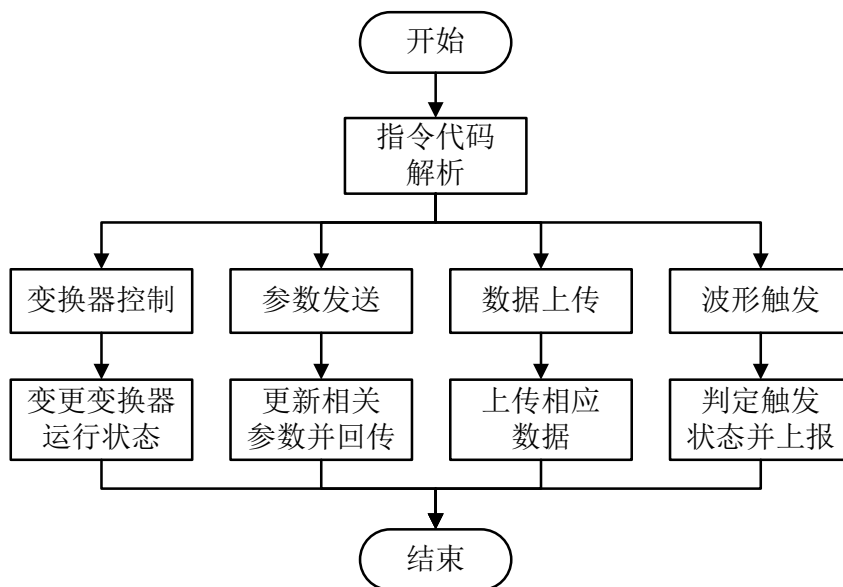 开始
指令代码
解析
变换器控制
参数发送
数据上传
波形触发
变更变换器
运行状态
更新相关
参数并回传
上传相应
数据
判定触发
状态并上报
结束